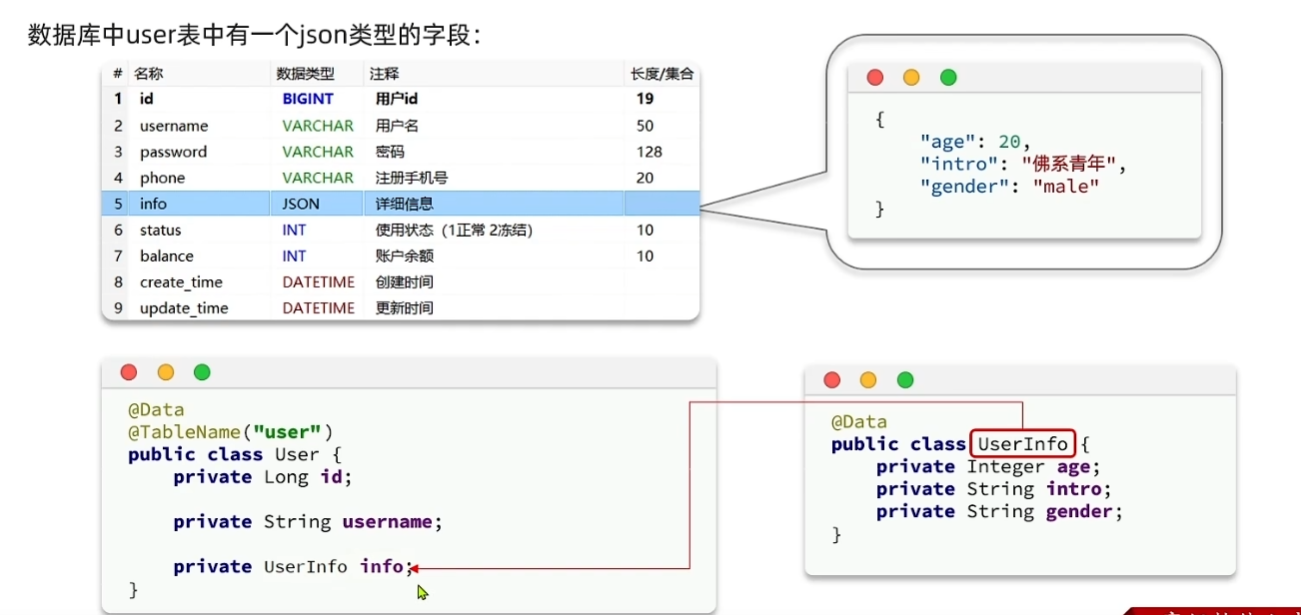 数据库中user表中有一个json类型的字段：
# 名称 数据类型 注释 长度/集合
1 id BIGINT 用户id 19
2 username VARCHAR 用户名 50
3 password VARCHAR 密码 128
4 phone VARCHAR 注册手机号 20
5 info JSON 详细信息
6 status INT 使用状态（1正常 2冻结） 10
7 balance INT 账户余额 10
8 create_time DATETIME 创建时间
9 update_time DATETIME 更新时间
{
"age": 20,
"intro": "佛系青年",
"gender": "male"
}
@Data
@TableName("user")
public class User {
private Long id;
private String username;
private UserInfo info;
}
@Data
public class UserInfo {
private Integer age;
private String intro;
private String gender;
}